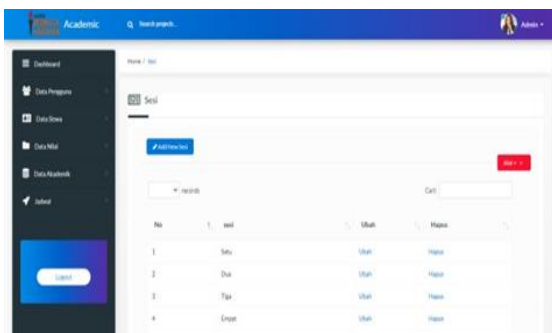 Academic
Search projects..
Admin
Dashboard
Home / Sesi
Data Pengguna
Sesi
Data Siswa
Add New Sesi
Data Nilai
Data Akademik
Jadwal
records
Cari:
No sesi Ubah Hapus
1 Satu Ubah Hapus
2 Dua Ubah Hapus
3 Tiga Ubah Hapus
4 Empat Ubah Hapus
Logout